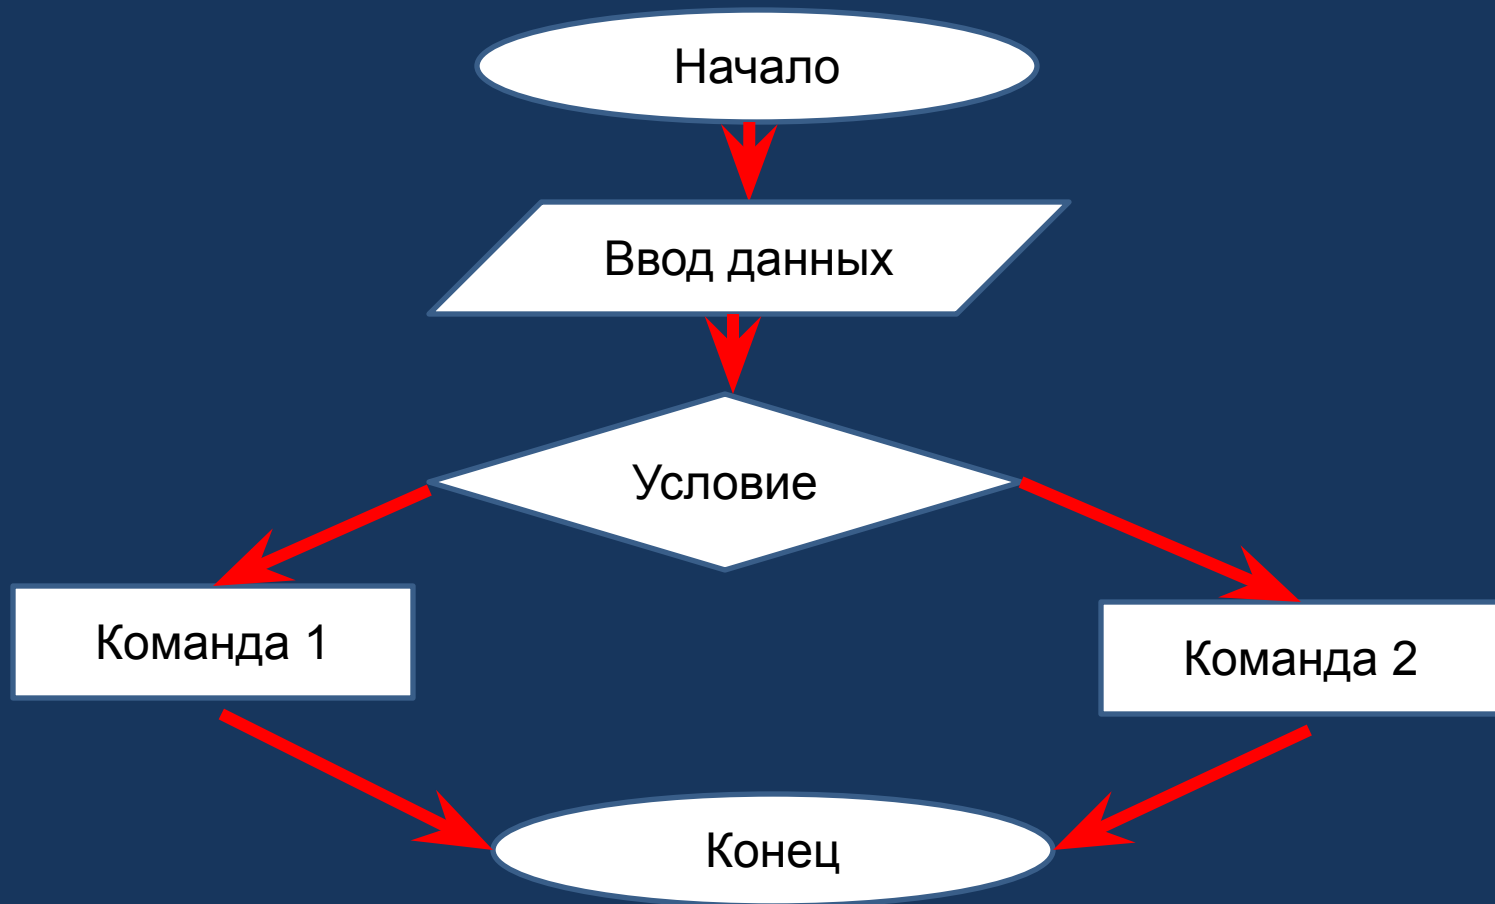 Начало
Ввод данных
Условие
Команда 1
Команда 2
Конец